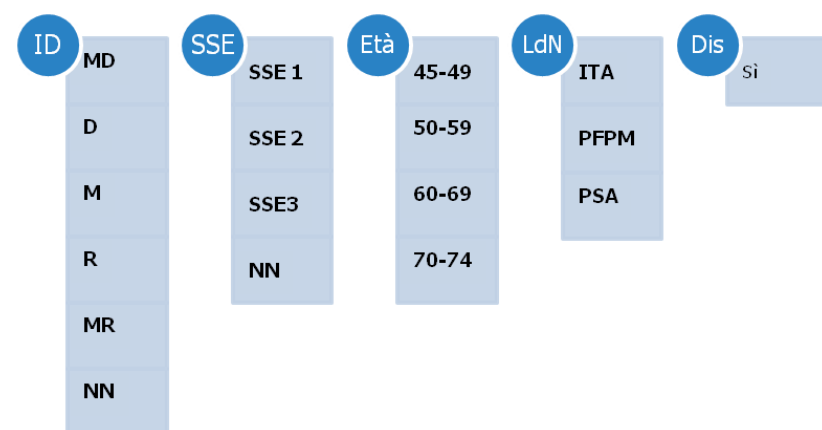 ID
MD
D
M
R
MR
NN
SSE
SSE 1
SSE 2
SSE3
NN
Età
45-49
50-59
60-69
70-74
LdN
ITA
PFPM
PSA
Dis
Sì